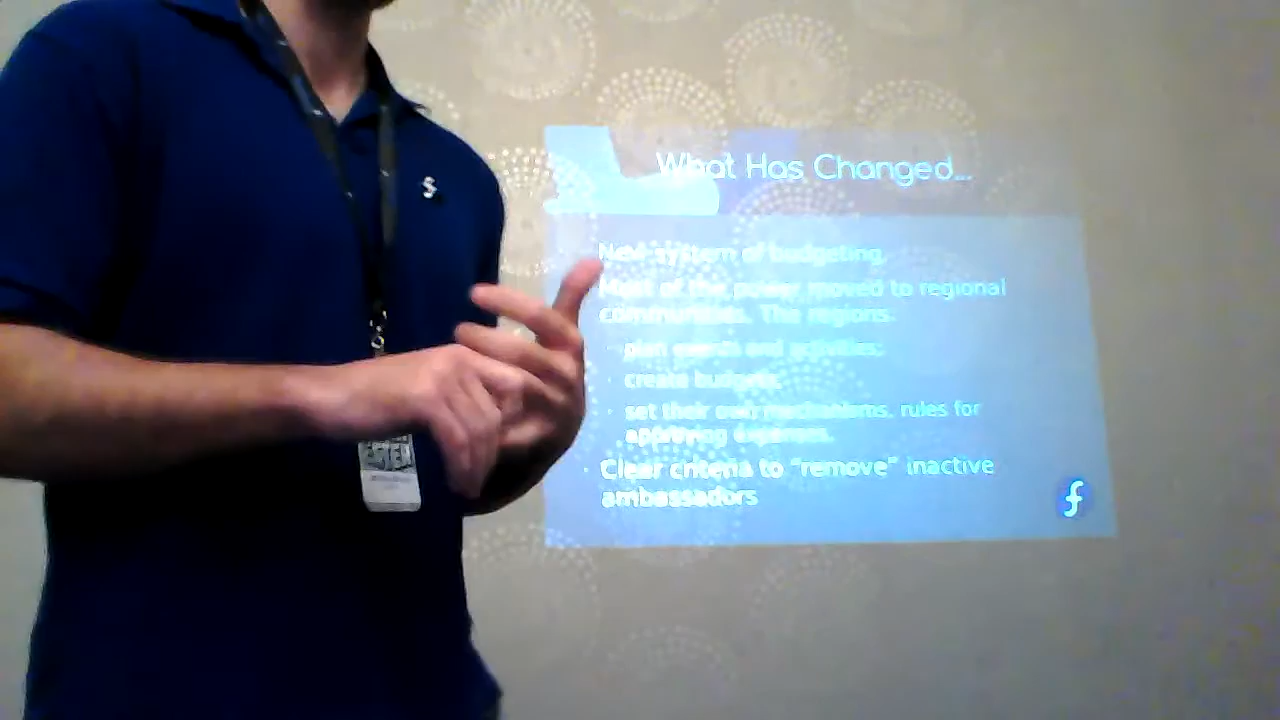 What Has Changed...
New system of budgeting,
Most of the power moved to regional
communities. The regions:
plan events and activities;
create budgets,
set their own mechanisms, rules for
approving expenses.
Clear criteria to “remove” inactive
ambassadors